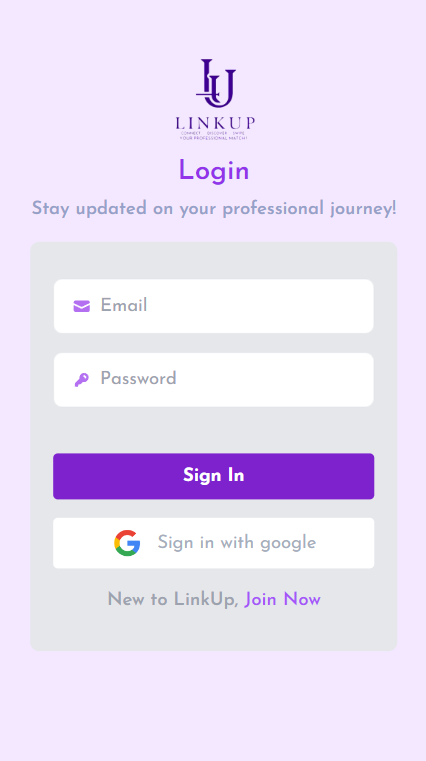 LU
LINKUP
CONNECT DISCOVER SWIPE
YOUR PROFESSIONAL MATCH!
Login
Stay updated on your professional journey!
Email
Password
Sign In
Sign in with google
New to LinkUp, Join Now